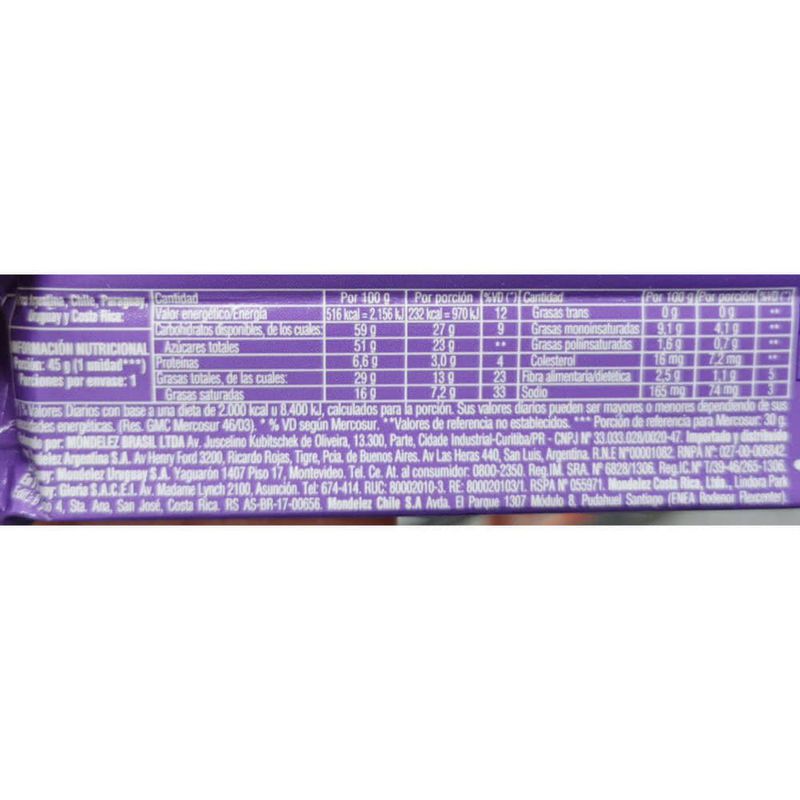 Argentina, Chile, Paraguay,
Uruguay y Costa Rica:
INFORMACIÓN NUTRICIONAL
Porción: 45 g (1 unidad***)
Porciones por envase: 1
Cantidad Por 100 g Por porción %VD (*) Cantidad Por 100 g Por porción %VD (*)
Valor energético/Energía 516 kcal = 2.156 kJ 232 kcal = 970 kJ 12 Grasas trans 0 g 0 g **
Carbohidratos disponibles, de los cuales: 59 g 27 g 9 Grasas monoinsaturadas 9,1 g 4,1 g **
Azúcares totales 51 g 23 g ** Grasas poliinsaturadas 1,6 g 0,7 g **
Proteínas 6,6 g 3,0 g 4 Colesterol 16 mg 7,2 mg **
Grasas totales, de las cuales: 29 g 13 g 23 Fibra alimentaria/dietética 2,5 g 1,1 g 5
Grasas saturadas 16 g 7,2 g 33 Sodio 165 mg 74 mg 3
(*) Valores Diarios con base a una dieta de 2.000 kcal u 8.400 kJ, calculados para la porción. Sus valores diarios pueden ser mayores o menores dependiendo de sus
energéticas. (Res. GMC Mercosur 46/03). * % VD según Mercosur. **Valores de referencia no establecidos. *** Porción de referencia para Mercosur: 30 g.
por: MONDELEZ BRASIL LTDA Av. Juscelino Kubitschek de Oliveira, 13.300, Parte, Cidade Industrial-Curitiba/PR - CNPJ Nº 33.033.028/0020-47. Importado y distribuido
Argentina S.A. Av Henry Ford 3200, Ricardo Rojas, Tigre, Pcia. de Buenos Aires. Av Las Heras 440, San Luis, Argentina. R.N.E Nº00001082. RNPA Nº: 027-00-006842
Mondelez Uruguay S.A. Yaguarón 1407 Piso 17, Montevideo. Tel. Ce. At. al consumidor: 0800-2350. Reg.IM. SRA. Nº 6828/1306. Reg.IC.Nº T/39-46/265-1306.
Gloria S.A.C.E.I. Av. Madame Lynch 2100, Asunción. Tel: 674-414. RUC: 80002010-3. RE: 800020103/1. RSPA Nº 055971. Mondelez Costa Rica, Ltda., Lindora Park
4, Sta. Ana, San José, Costa Rica. RS AS-BR-17-00656. Mondelez Chile S.A Avda. El Parque 1307 Módulo 8, Pudahuel Santiago (ENEA Bodenor Flexcenter).